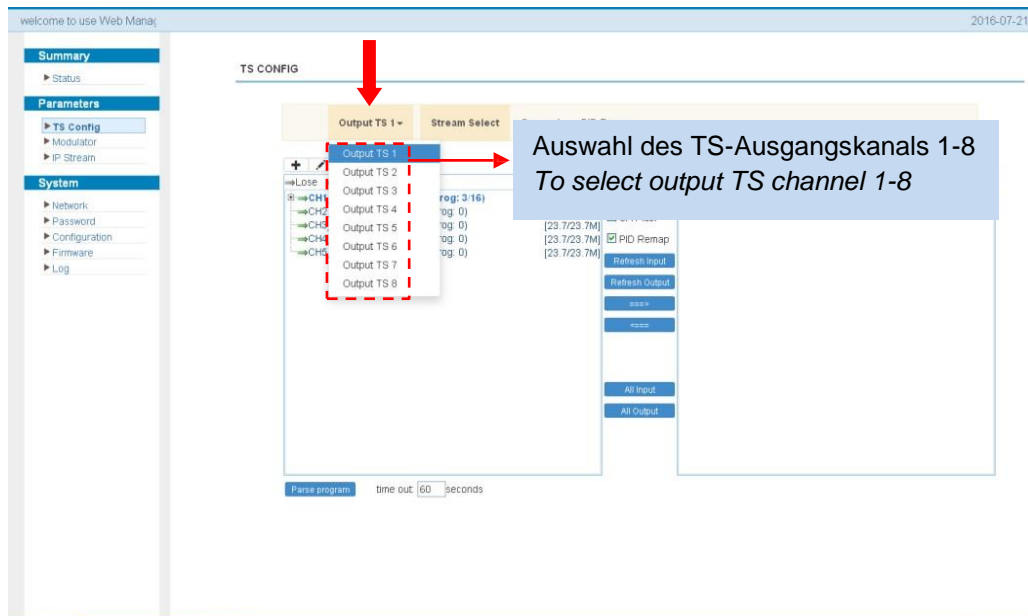 welcome to use Web Manag
2016-07-21
Summary
Status
Parameters
TS Config
Modulator
IP Stream
System
Network
Password
Configuration
Firmware
Log
TS CONFIG
Output TS 1
Stream Select
Output TS 1
Output TS 2
Output TS 3
Output TS 4
Output TS 5
Output TS 6
Output TS 7
Output TS 8
Auswahl des TS-Ausgangskanals 1-8
To select output TS channel 1-8
Lose
CH1 rog: 3/16)
CH2 rog: 0)
CH3 rog: 0) [23.7/23.7M]
CH4 rog: 0) [23.7/23.7M]
CH5 rog: 0) [23.7/23.7M]
PID Remap
Refresh Input
Refresh Output
===>
<===
All Input
All Output
Parse program time out: 60 seconds